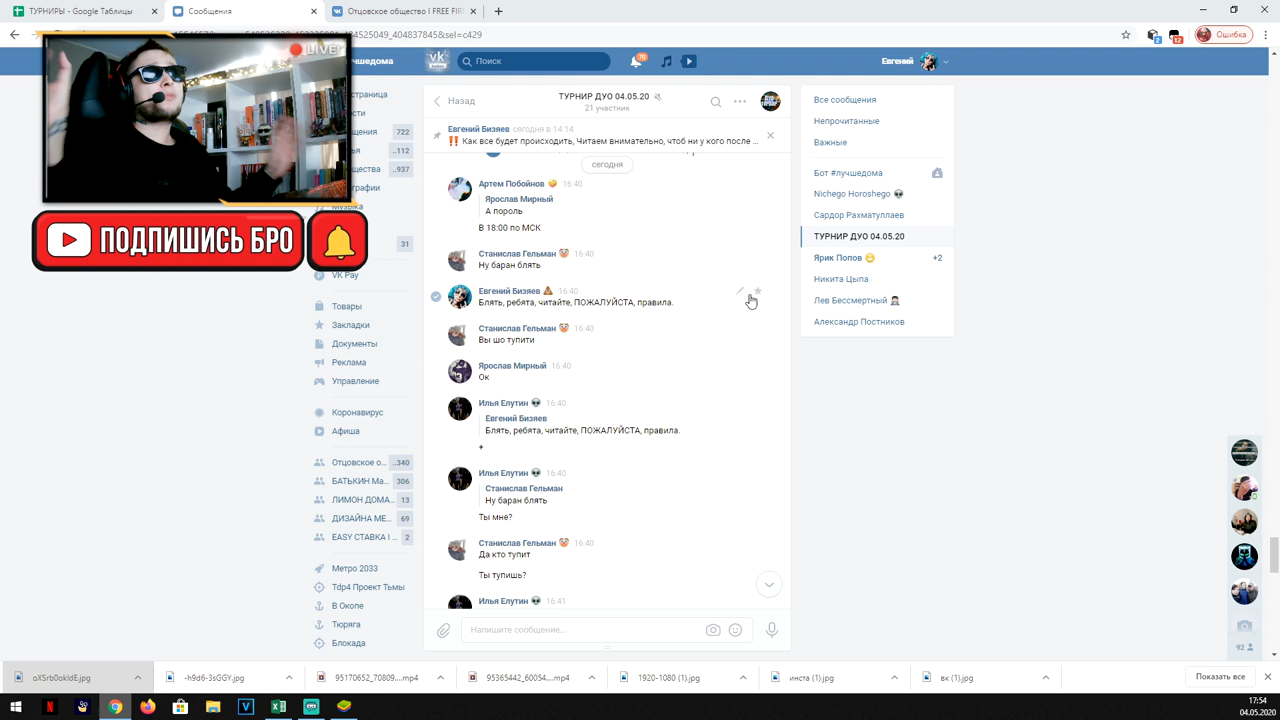 ТУРНИРЫ - Google Таблицы
Сообщения
Отцовское общество I FREE FIR
404525049_404837845&sel=c429
Ошибка
LIVE
ПОДПИШИСЬ БРО
Поиск
Евгений
722
..112
..937
Музыка
31
VK Pay
Товары
Закладки
Документы
Реклама
Управление
Коронавирус
Афиша
Отцовское о... ..340
БАТЬКИН Ма... 306
ЛИМОН ДОМА... 13
ДИЗАЙНА МЕ... 69
EASY СТАВКА I ... 2
Метро 2033
Tdp4 Проект Тьмы
В Окопе
Тюряга
Блокада
Назад
ТУРНИР ДУО 04.05.20
21 участник
Евгений Бизяев сегодня в 14:14
‼ Как все будет происходить, Читаем внимательно, чтоб ни у кого после ...
сегодня
Артем Побойнов 16:40
Ярослав Мирный
А пороль
В 18:00 по МСК
Станислав Гельман 16:40
Ну баран блять
Евгений Бизяев 16:40
Блять, ребята, читайте, ПОЖАЛУЙСТА, правила.
Станислав Гельман 16:40
Вы шо тупити
Ярослав Мирный 16:40
Ок
Илья Елутин 16:40
Евгений Бизяев
Блять, ребята, читайте, ПОЖАЛУЙСТА, правила.
+
Илья Елутин 16:40
Станислав Гельман
Ну баран блять
Ты мне?
Станислав Гельман 16:40
Да кто тупит
Ты тупишь?
Илья Елутин 16:41
Напишите сообщение...
Все сообщения
Непрочитанные
Важные
Бот #лучшедома
Nichego Horoshego
Сардор Рахматуллаев
ТУРНИР ДУО 04.05.20
Ярик Попов +2
Никита Цыпа
Лев Бессмертный
Александр Постников
92
oXSrb0okidE.jpg
-h9d6-3sGGY.jpg
95170652_70809....mp4
95365442_60054....mp4
1920-1080 (1).jpg
инста (1).jpg
вк (1).jpg
Показать все
17:54
04.05.2020